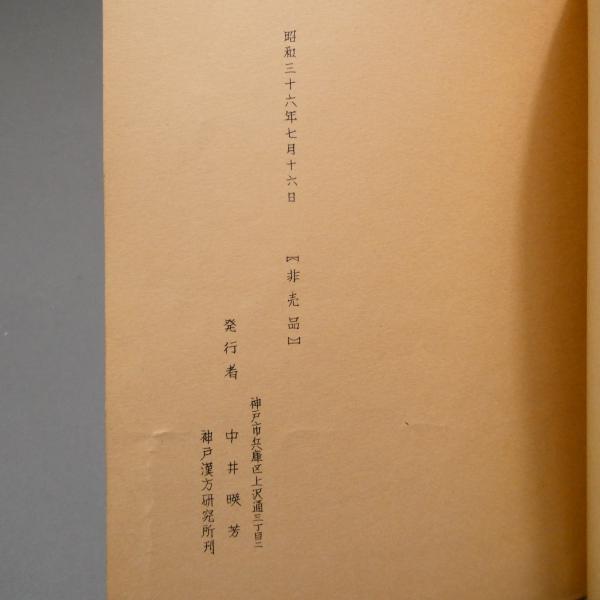 昭和三十六年七月十六日
【非売品】
神戸市兵庫区上沢通三丁目二
発行者 中井暎芳
神戸漢方研究所刊